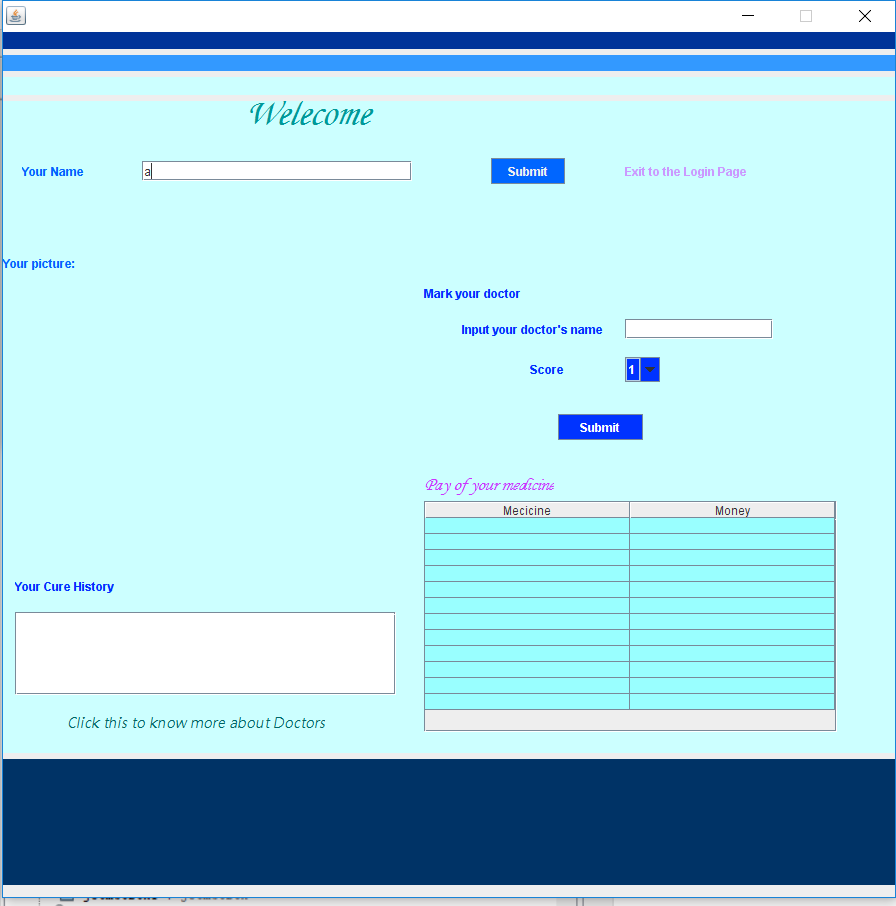 Welecome
Your Name
a
Submit
Exit to the Login Page
Your picture:
Mark your doctor
Input your doctor's name
Score
1
Submit
Pay of your medicine
Mecicine Money
Your Cure History
Click this to know more about Doctors